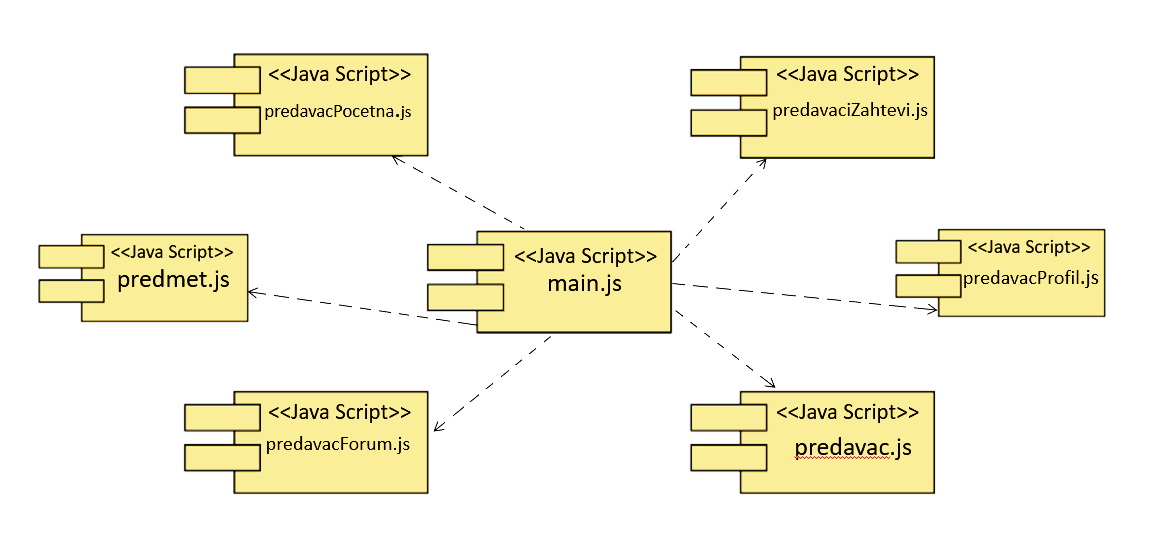 <<Java Script>>
predavacPocetna.js
<<Java Script>>
predavaciZahtevi.js
<<Java Script>>
predmet.js
<<Java Script>>
main.js
<<Java Script>>
predavacProfil.js
<<Java Script>>
predavacForum.js
<<Java Script>>
predavac.js